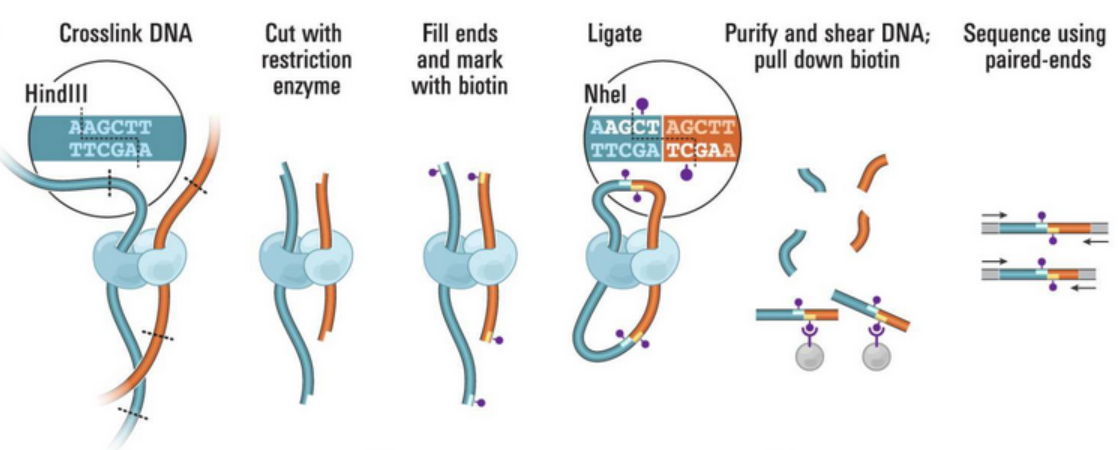 Crosslink DNA
HindIII
AAGCTT
TTCGAA
Cut with
restriction
enzyme
Fill ends
and mark
with biotin
Ligate
NheI
AAGCT AGCTT
TTCGA TCGAA
Purify and shear DNA;
pull down biotin
Sequence using
paired-ends